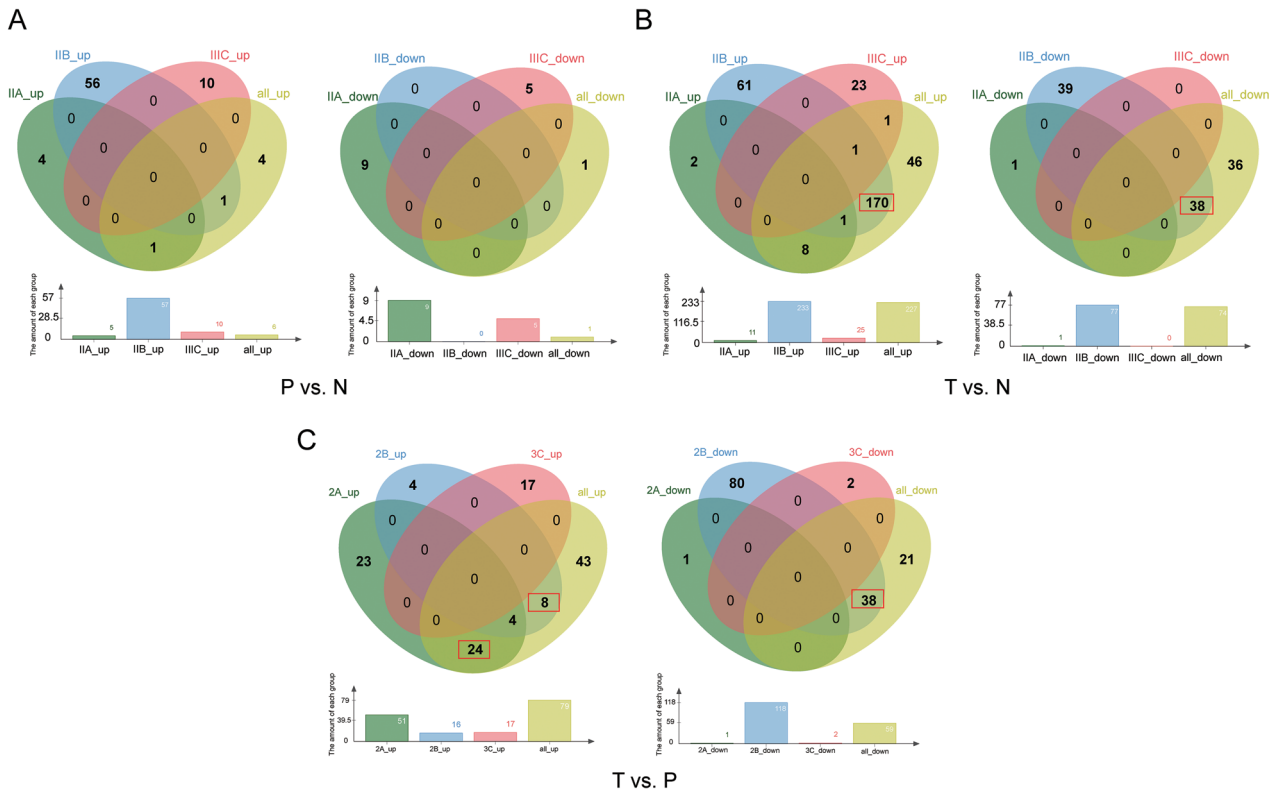 A
B
IIB_up
IIIC_up
IIA_up
all_up
56
10
0
0
0
4
0
0
4
0
0
1
0
0
1
IIB_down
IIIC_down
IIA_down
all_down
0
5
0
0
0
9
0
0
1
0
0
0
0
0
0
IIB_up
IIIC_up
IIA_up
all_up
61
23
0
0
1
2
0
1
46
0
0
170
0
1
8
IIB_down
IIIC_down
IIA_down
all_down
39
0
0
0
0
1
0
0
36
0
0
38
0
0
0
The amount of each group
57
28.5
0
5
57
10
6
IIA_up
IIB_up
IIIC_up
all_up
The amount of each group
9
4.5
0
9
0
5
1
IIA_down
IIB_down
IIIC_down
all_down
The amount of each group
233
116.5
0
11
233
25
227
IIA_up
IIB_up
IIIC_up
all_up
The amount of each group
77
38.5
0
1
77
0
74
IIA_down
IIB_down
IIIC_down
all_down
P vs. N
T vs. N
C
2B_up
3C_up
2A_up
all_up
4
17
0
0
0
23
0
0
43
0
0
8
0
4
24
2B_down
3C_down
2A_down
all_down
80
2
0
0
0
1
0
0
21
0
0
38
0
0
0
The amount of each group
79
39.5
0
51
16
17
79
2A_up
2B_up
3C_up
all_up
The amount of each group
118
59
0
1
118
2
59
2A_down
2B_down
3C_down
all_down
T vs. P